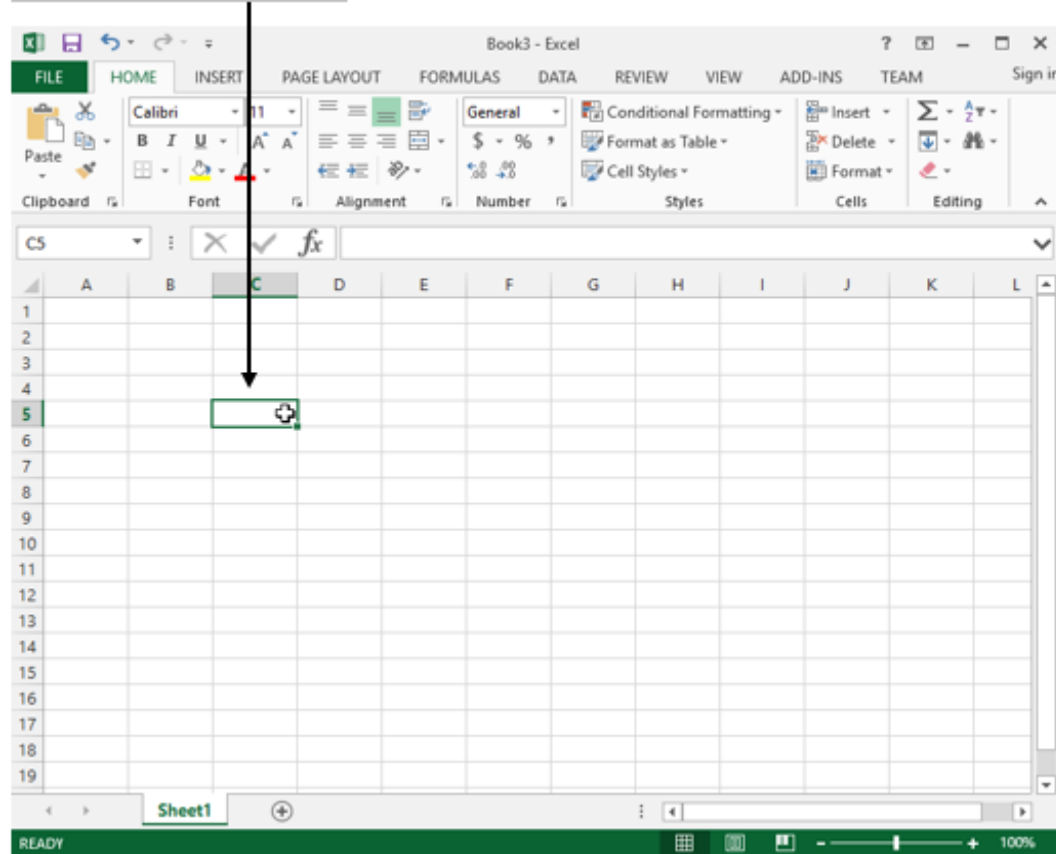 Book3 - Excel ?
FILE HOME INSERT PAGE LAYOUT FORMULAS DATA REVIEW VIEW ADD-INS TEAM Sign in
Calibri 11 General Conditional Formatting Insert
Paste B I U A A $ % , Format as Table Delete
A Cell Styles Format
Clipboard Font Alignment Number Styles Cells Editing
C5 fx
A B C D E F G H I J K L
1
2
3
4
5
6
7
8
9
10
11
12
13
14
15
16
17
18
19
Sheet1
READY 100%